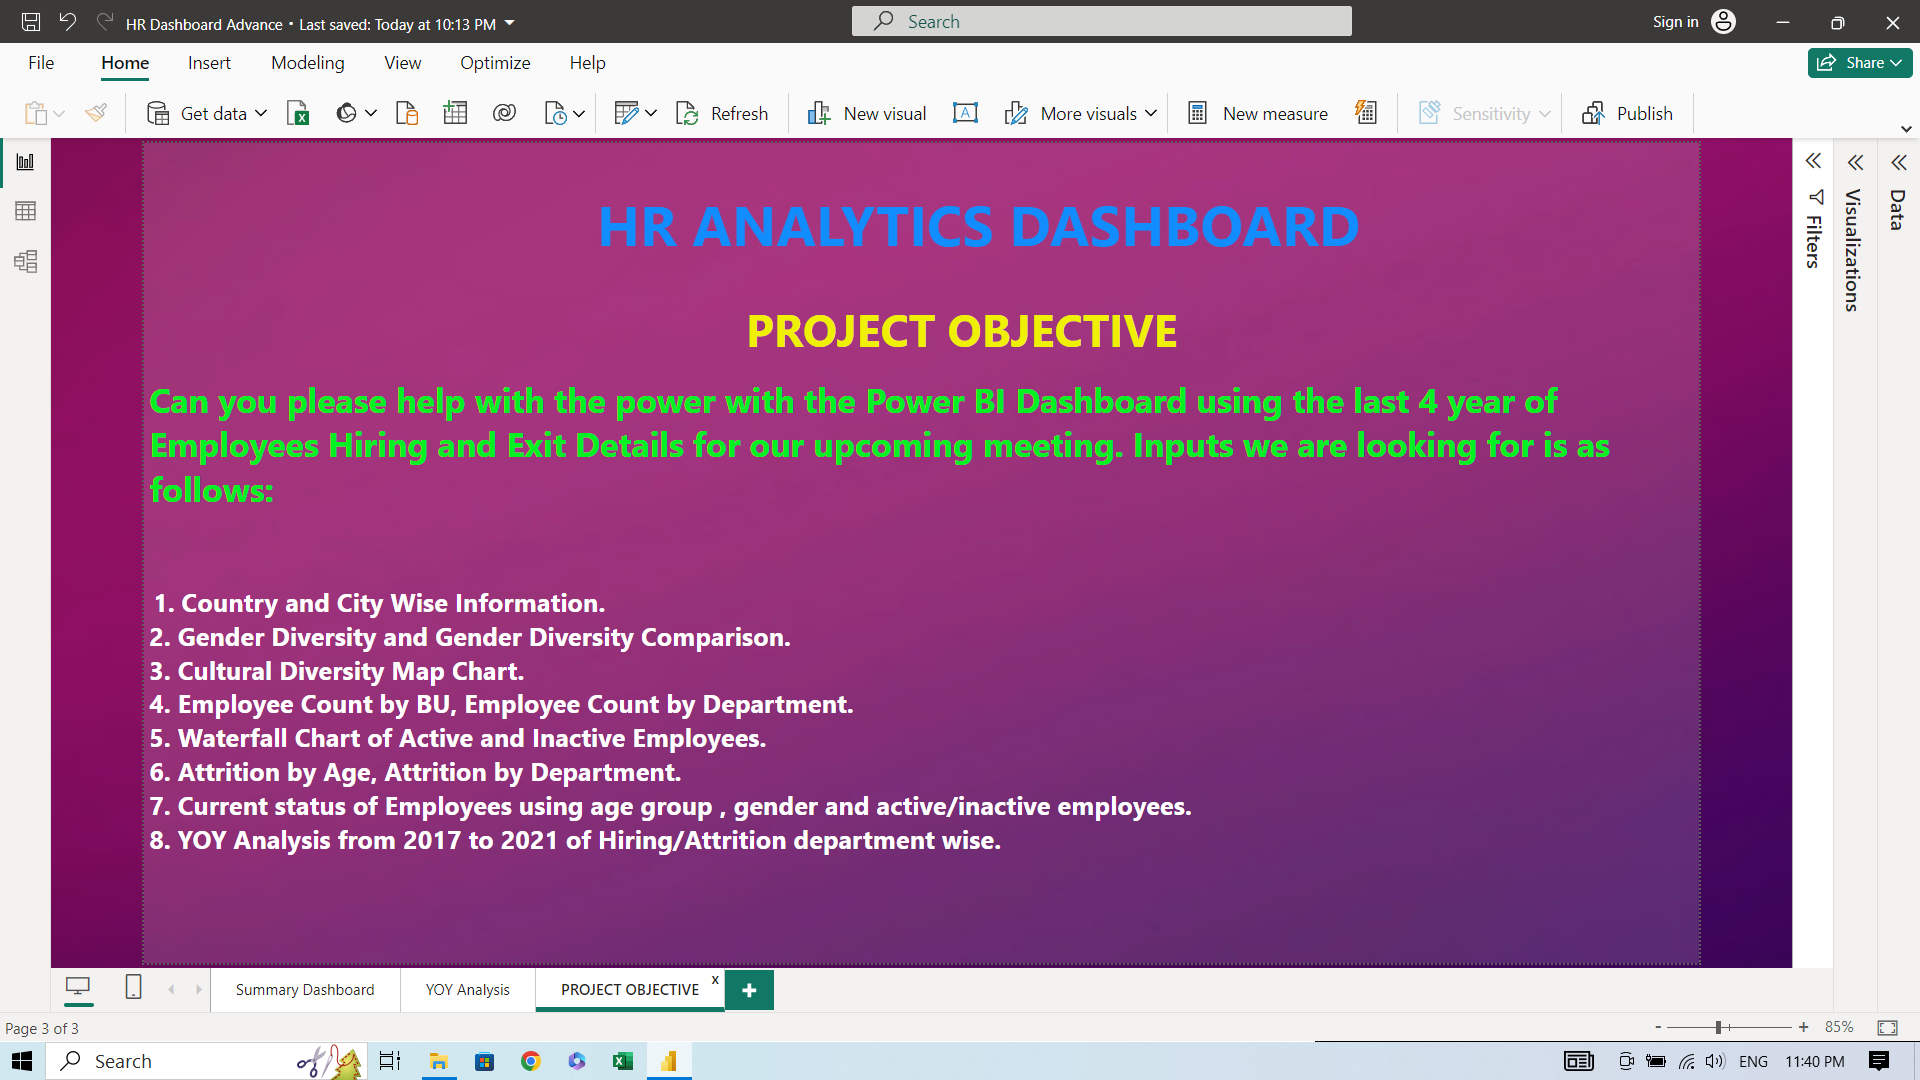 HR Dashboard Advance • Last saved: Today at 10:13 PM
Search
Sign in
File
Home
Insert
Modeling
View
Optimize
Help
Share
Get data
Refresh
New visual
A
More visuals
New measure
Sensitivity
Publish
HR ANALYTICS DASHBOARD
PROJECT OBJECTIVE
Can you please help with the power with the Power BI Dashboard using the last 4 year of
Employees Hiring and Exit Details for our upcoming meeting. Inputs we are looking for is as
follows:
1. Country and City Wise Information.
2. Gender Diversity and Gender Diversity Comparison.
3. Cultural Diversity Map Chart.
4. Employee Count by BU, Employee Count by Department.
5. Waterfall Chart of Active and Inactive Employees.
6. Attrition by Age, Attrition by Department.
7. Current status of Employees using age group , gender and active/inactive employees.
8. YOY Analysis from 2017 to 2021 of Hiring/Attrition department wise.
Filters
Visualizations
Data
Summary Dashboard
YOY Analysis
PROJECT OBJECTIVE
x
+
Page 3 of 3
- + 85%
Search
ENG
11:40 PM